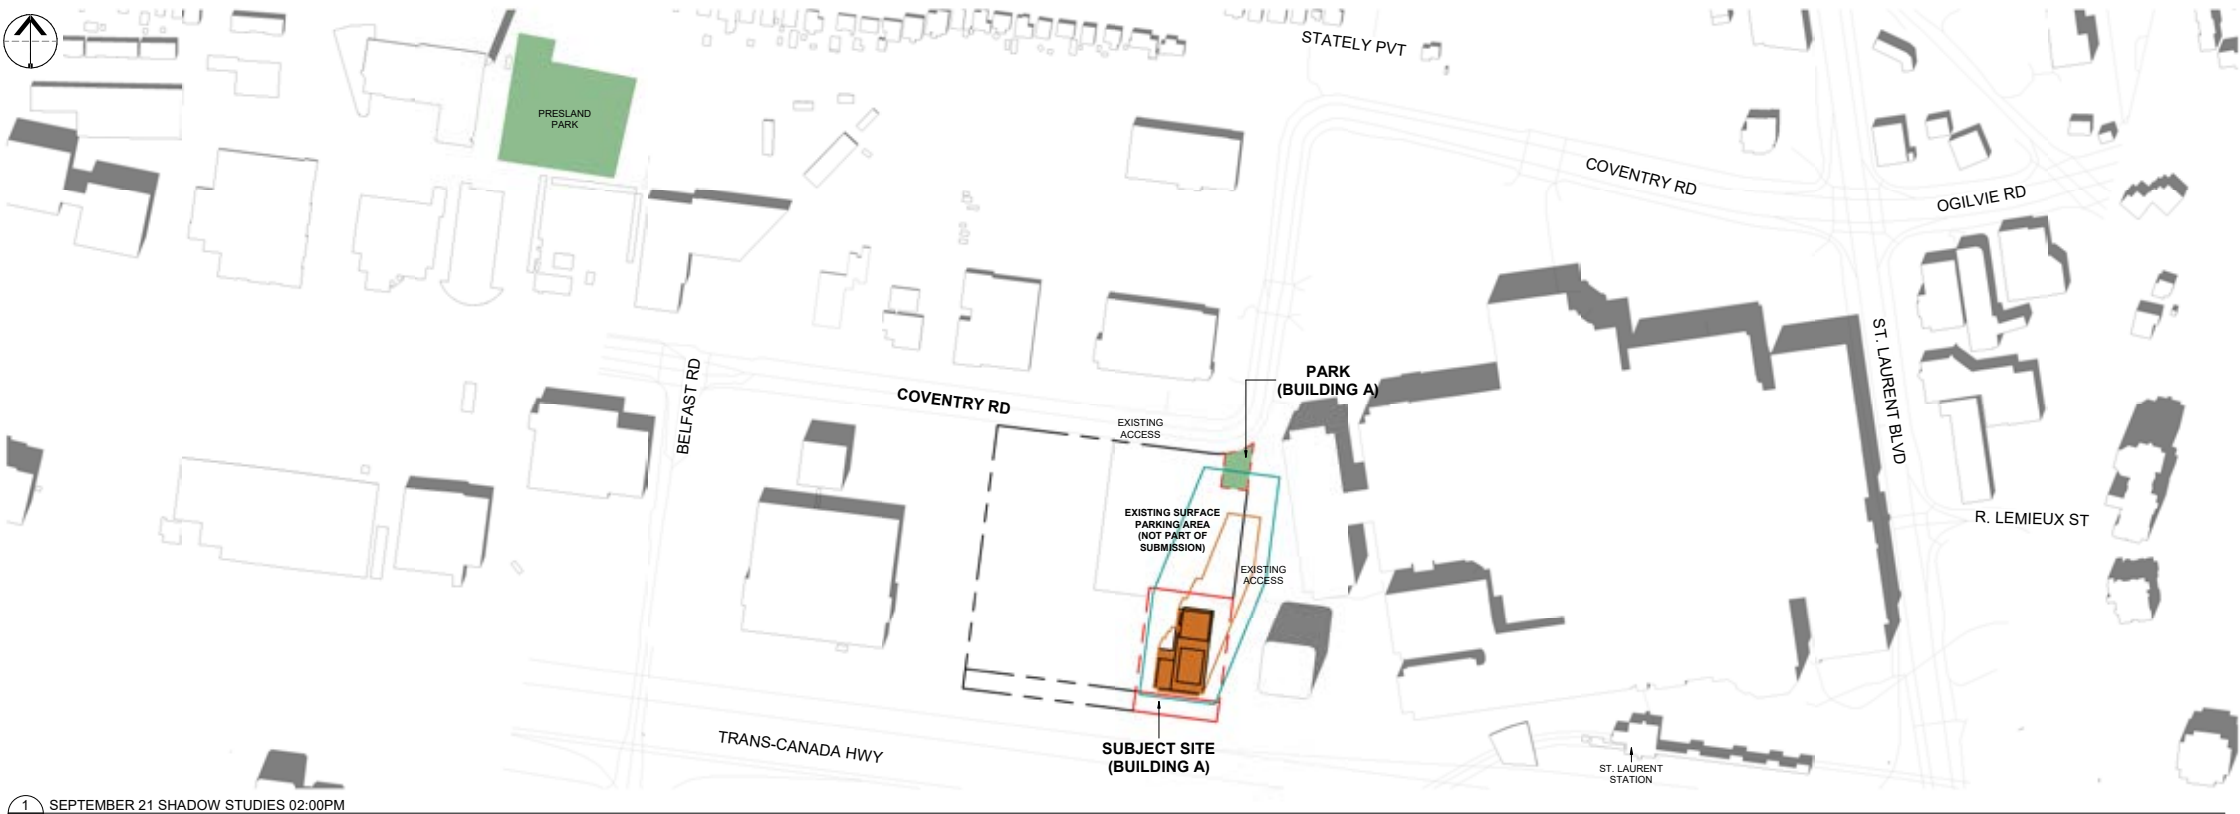 STATELY PVT
PRESLAND
PARK
COVENTRY RD
OGILVIE RD
ST. LAURENT BLVD
BELFAST RD
PARK
(BUILDING A)
COVENTRY RD
EXISTING
ACCESS
EXISTING SURFACE
PARKING AREA
(NOT PART OF
SUBMISSION)
R. LEMIEUX ST
EXISTING
ACCESS
TRANS-CANADA HWY
SUBJECT SITE
(BUILDING A)
ST. LAURENT
STATION
1 SEPTEMBER 21 SHADOW STUDIES 02:00PM